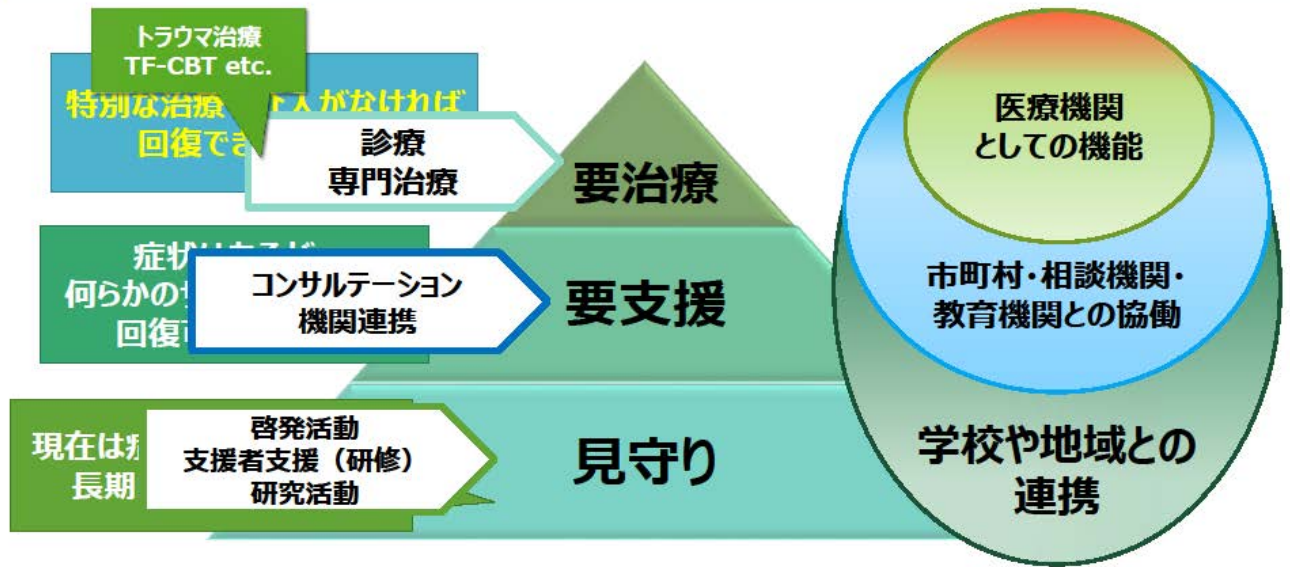 トラウマ治療
TF-CBT etc.
特別な治療
がなければ
回復でき
診療
専門治療
要治療
医療機関
としての機能
症状
何らかの
回復
コンサルテーション
機関連携
要支援
市町村・相談機関・
教育機関との協働
現在は
長期
啓発活動
支援者支援（研修）
研究活動
見守り
学校や地域との
連携